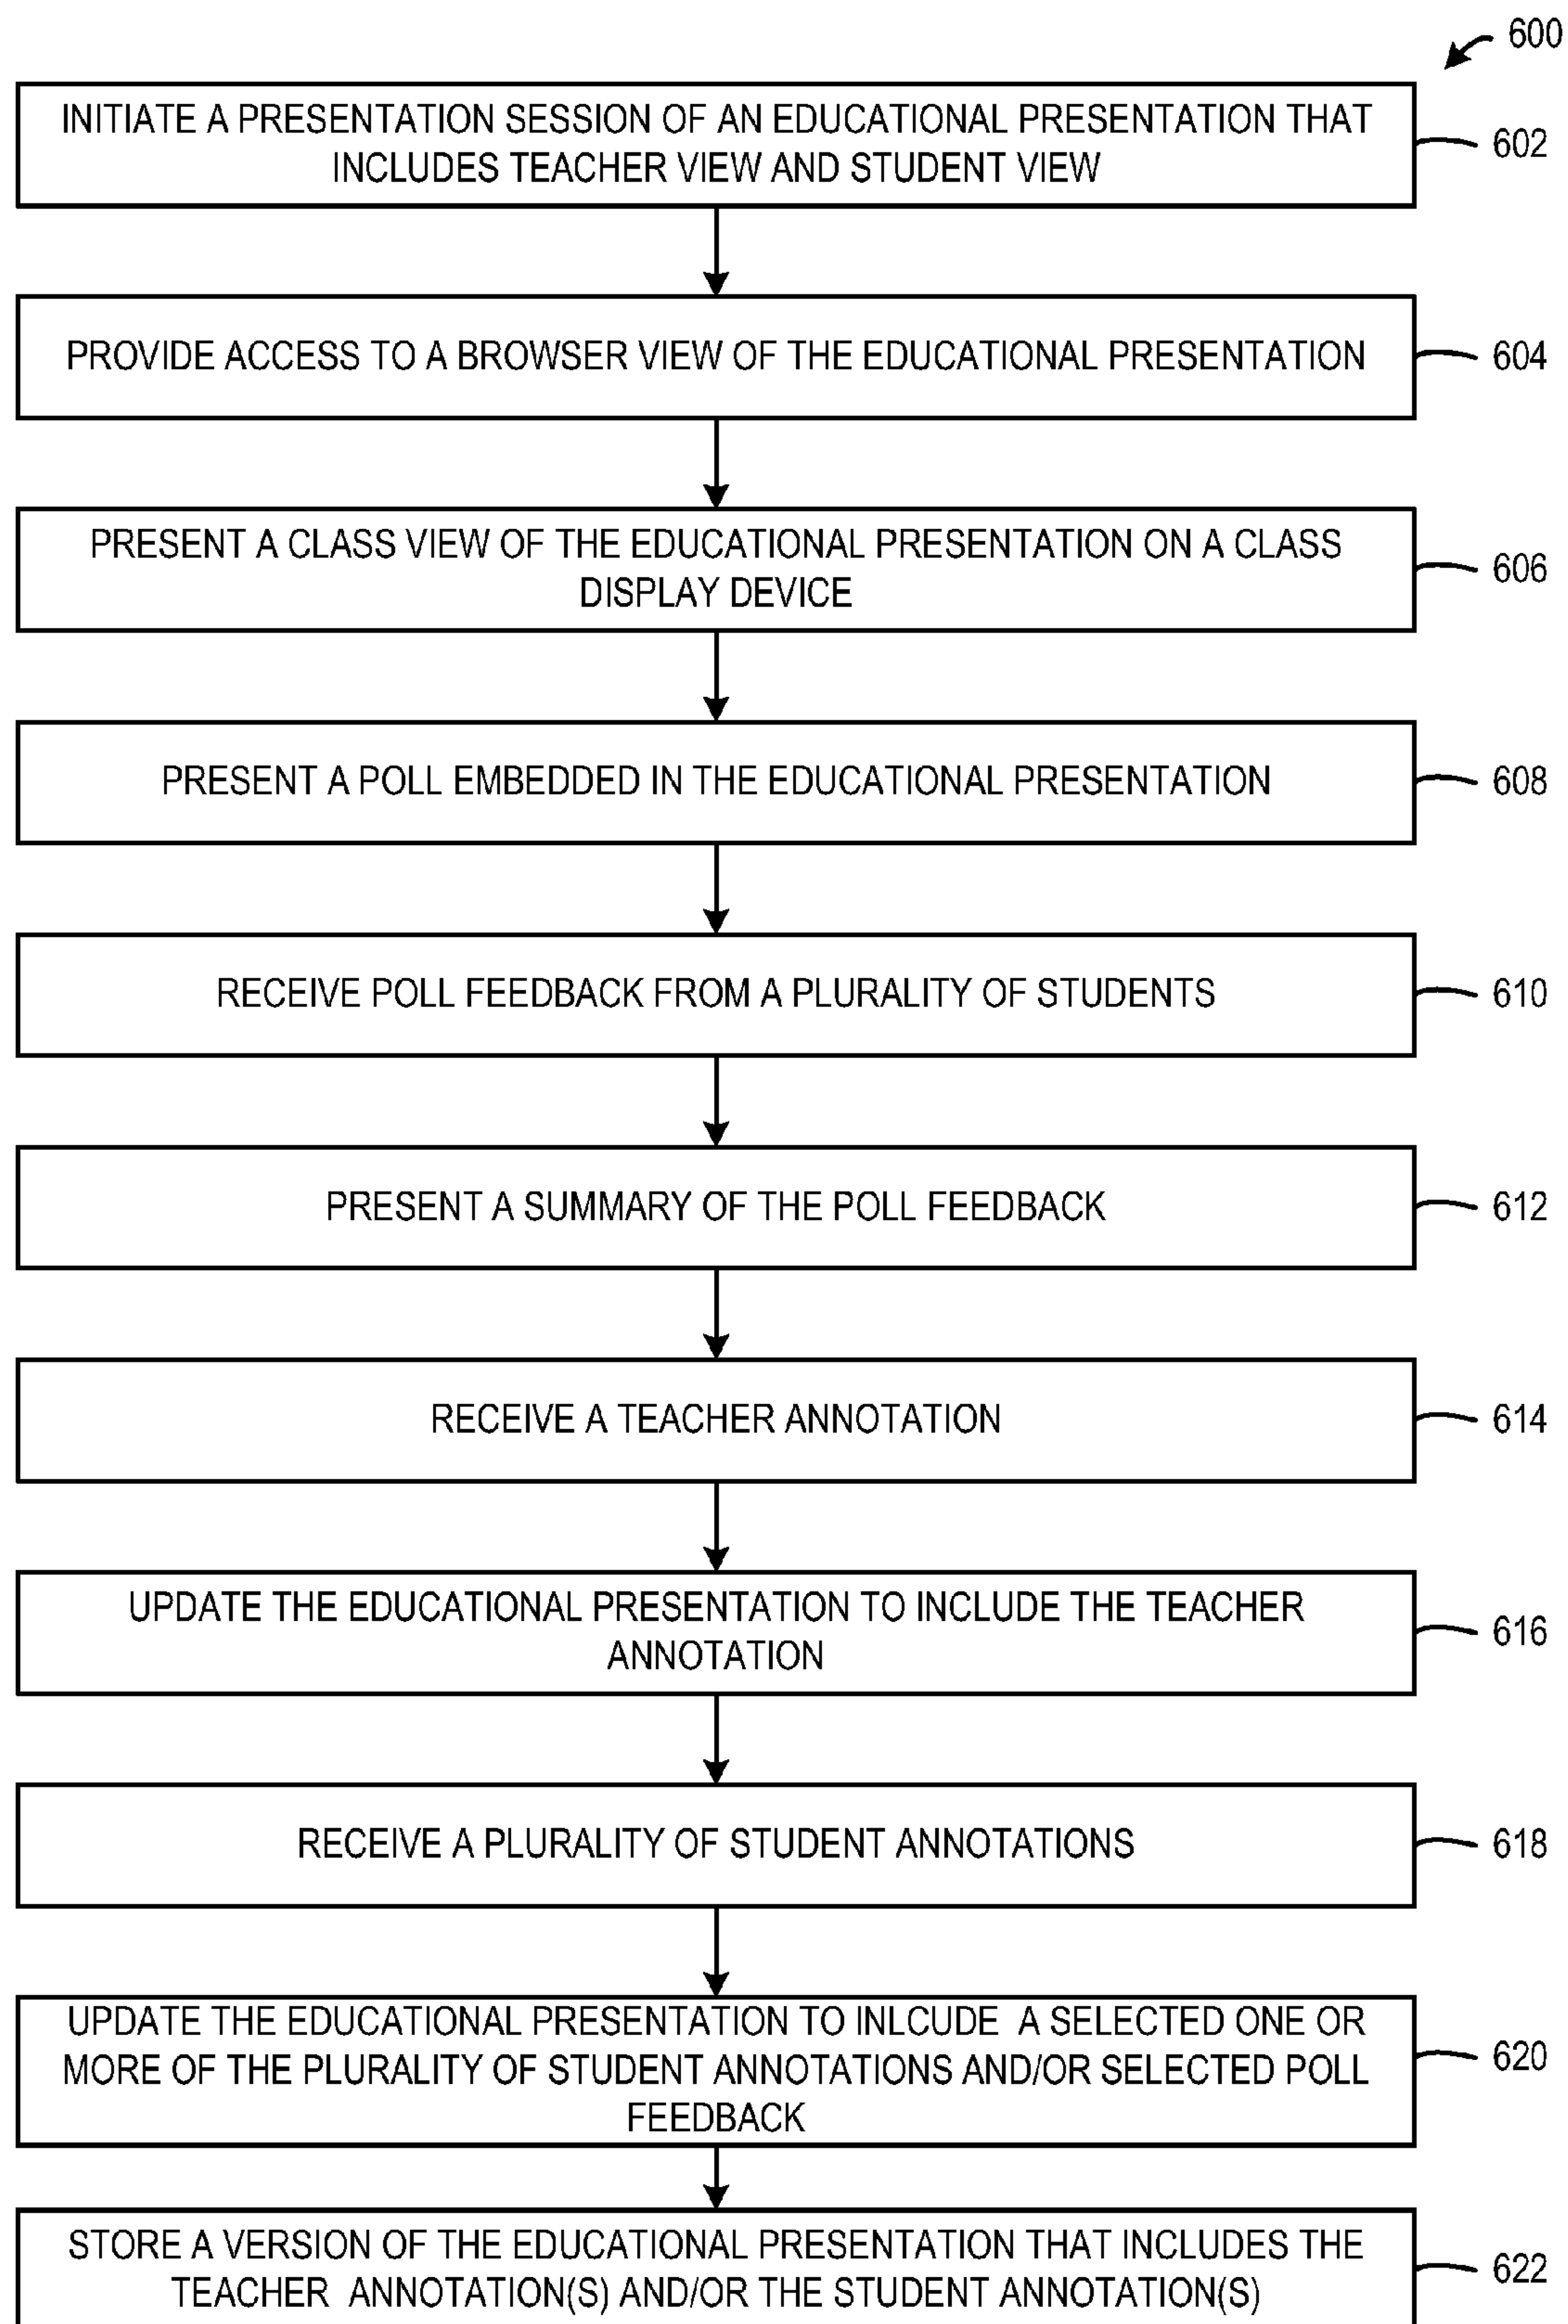 600
INITIATE A PRESENTATION SESSION OF AN EDUCATIONAL PRESENTATION THAT
INCLUDES TEACHER VIEW AND STUDENT VIEW
602
PROVIDE ACCESS TO A BROWSER VIEW OF THE EDUCATIONAL PRESENTATION
604
PRESENT A CLASS VIEW OF THE EDUCATIONAL PRESENTATION ON A CLASS
DISPLAY DEVICE
606
PRESENT A POLL EMBEDDED IN THE EDUCATIONAL PRESENTATION
608
RECEIVE POLL FEEDBACK FROM A PLURALITY OF STUDENTS
610
PRESENT A SUMMARY OF THE POLL FEEDBACK
612
RECEIVE A TEACHER ANNOTATION
614
UPDATE THE EDUCATIONAL PRESENTATION TO INCLUDE THE TEACHER
ANNOTATION
616
RECEIVE A PLURALITY OF STUDENT ANNOTATIONS
618
UPDATE THE EDUCATIONAL PRESENTATION TO INLCUDE A SELECTED ONE OR
MORE OF THE PLURALITY OF STUDENT ANNOTATIONS AND/OR SELECTED POLL
FEEDBACK
620
STORE A VERSION OF THE EDUCATIONAL PRESENTATION THAT INCLUDES THE
TEACHER ANNOTATION(S) AND/OR THE STUDENT ANNOTATION(S)
622